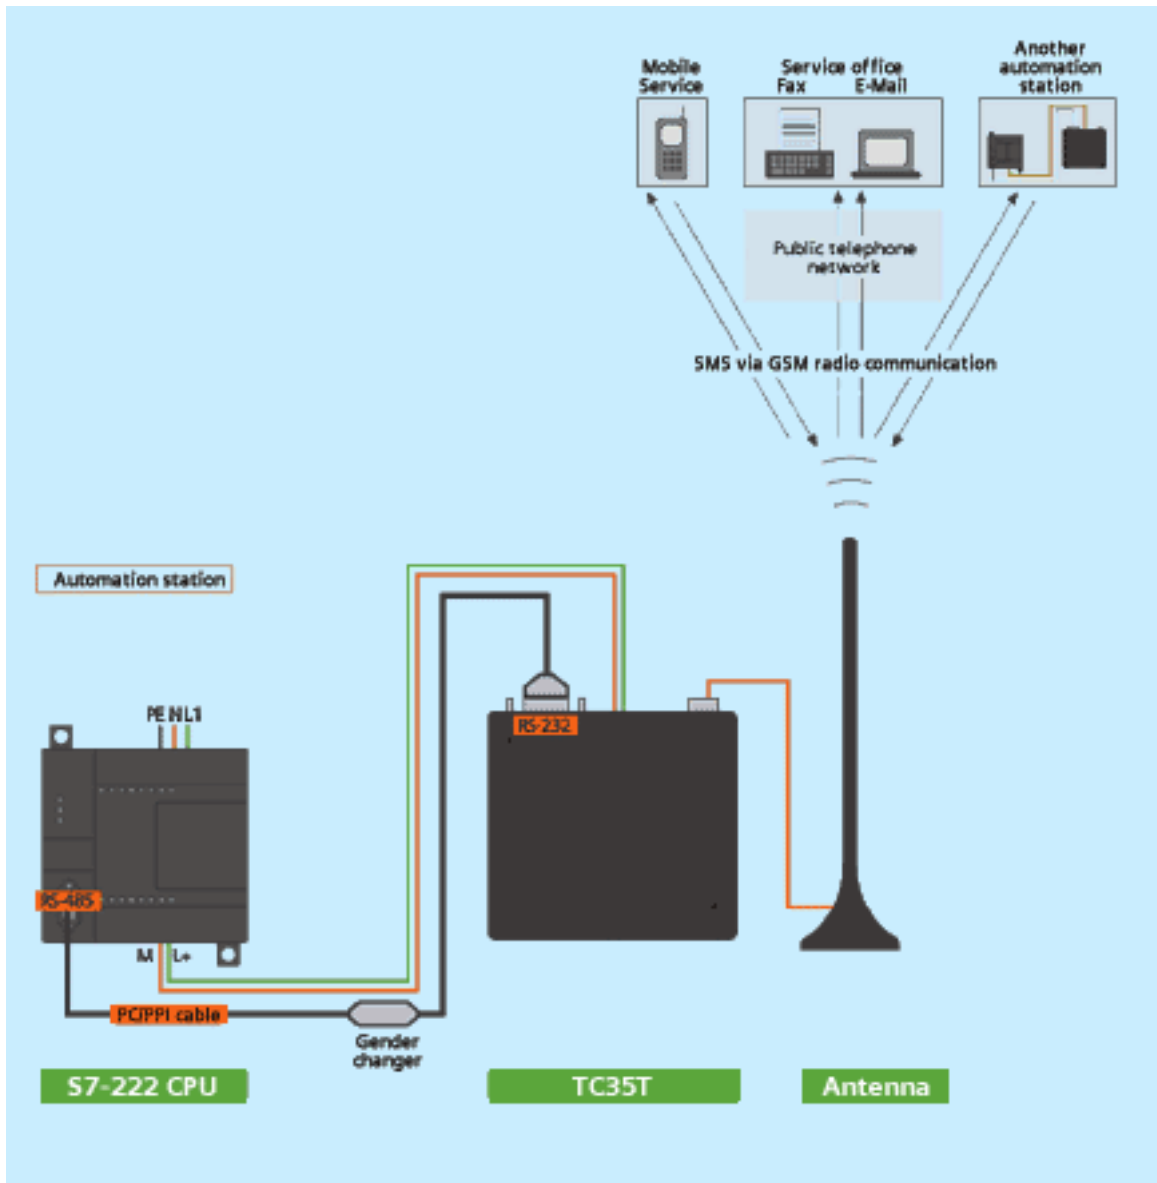 Mobile
Service
Service office
Fax E-Mail
Another
automation
station
Public telephone
network
SMS via GSM radio communication
Automation station
PE N L1
RS-232
RS-485
M L+
PC/PPI cable
Gender
changer
S7-222 CPU
TC35T
Antenna